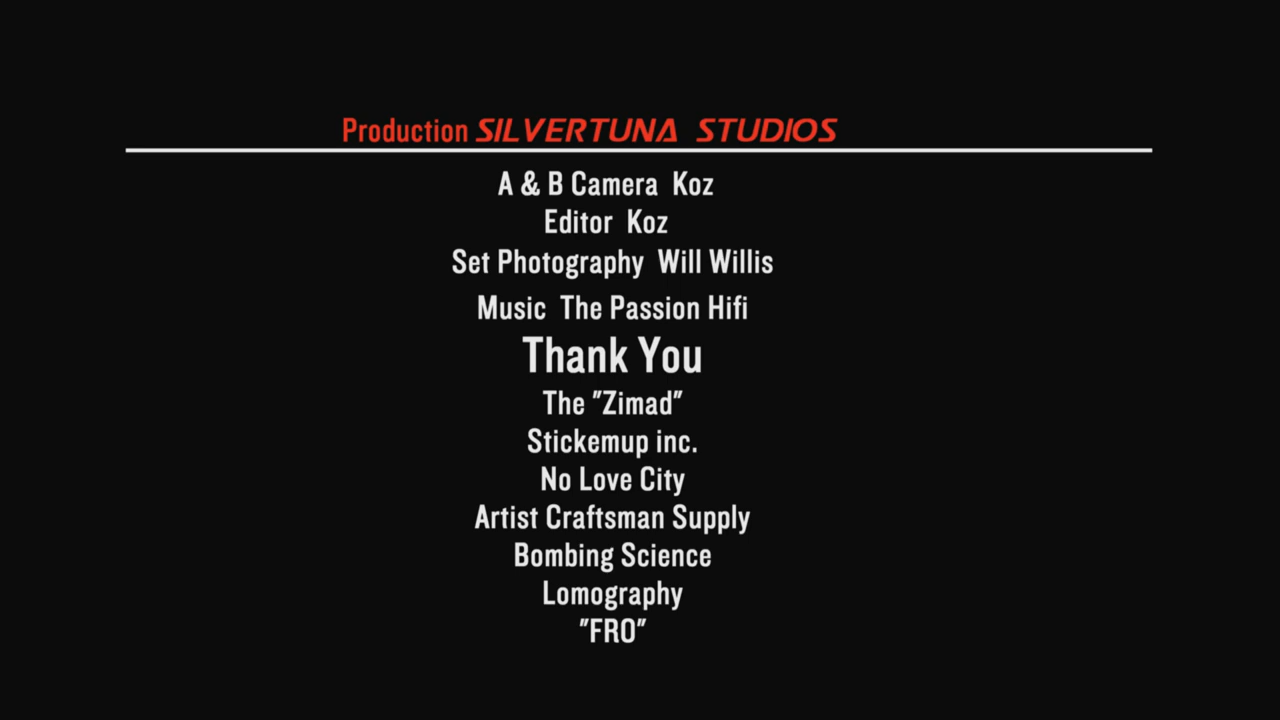 Production SILVERTUNA STUDIOS
A & B Camera Koz
Editor Koz
Set Photography Will Willis
Music The Passion Hifi
Thank You
The "Zimad"
Stickemup inc.
No Love City
Artist Craftsman Supply
Bombing Science
Lomography
"FRO"